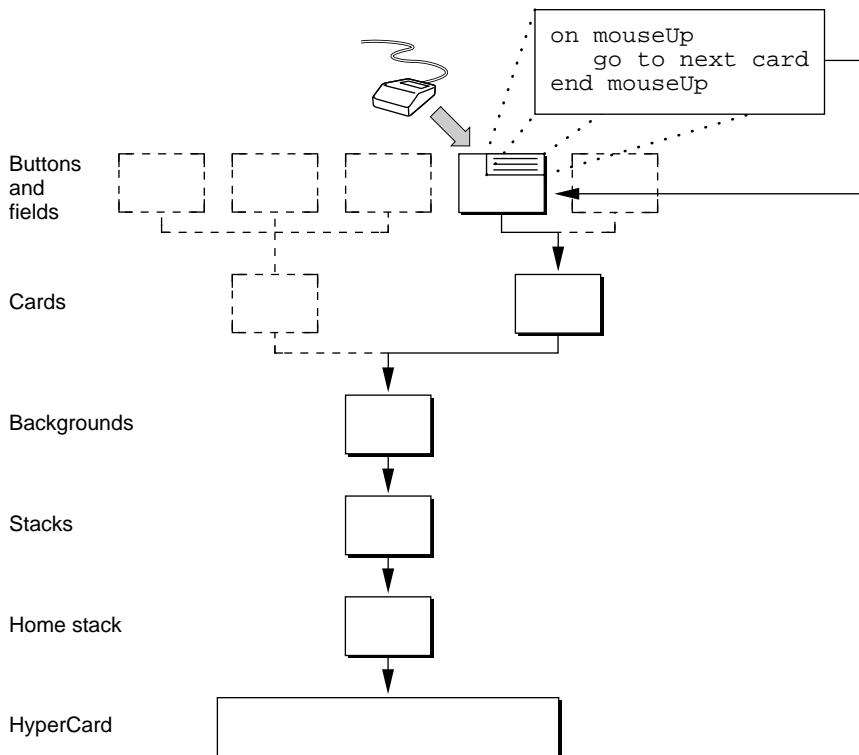 on mouseUp
   go to next card
end mouseUp
Buttons
and
fields
Cards
Backgrounds
Stacks
Home stack
HyperCard